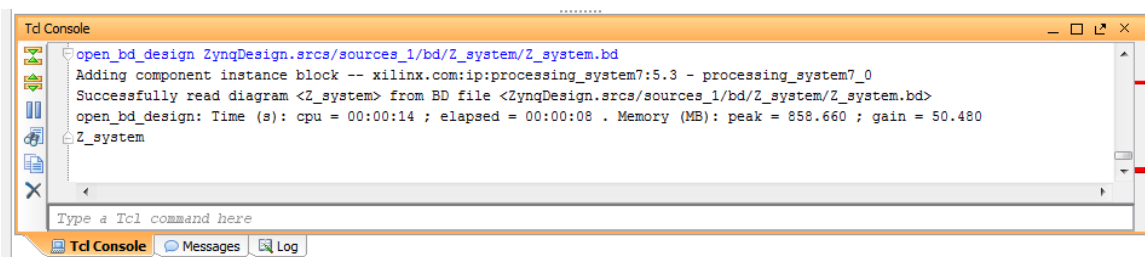 Tcl Console
open_bd_design ZynqDesign.srcs/sources_1/bd/Z_system/Z_system.bd
Adding component instance block -- xilinx.com:ip:processing_system7:5.3 - processing_system7_0
Successfully read diagram <Z_system> from BD file <ZynqDesign.srcs/sources_1/bd/Z_system/Z_system.bd>
open_bd_design: Time (s): cpu = 00:00:14 ; elapsed = 00:00:08 . Memory (MB): peak = 858.660 ; gain = 50.480
Z_system
Type a Tcl command here
Tcl Console Messages Log